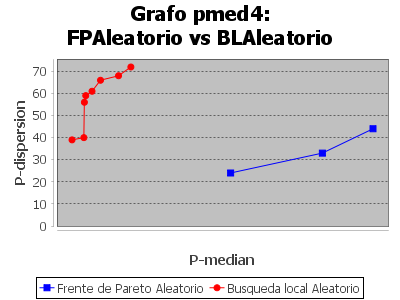 Grafo pmed4:
FPAleatorio vs BLAleatorio
70
60
50
40
30
20
10
0
P-dispersion
P-median
Frente de Pareto Aleatorio
Busqueda local Aleatorio